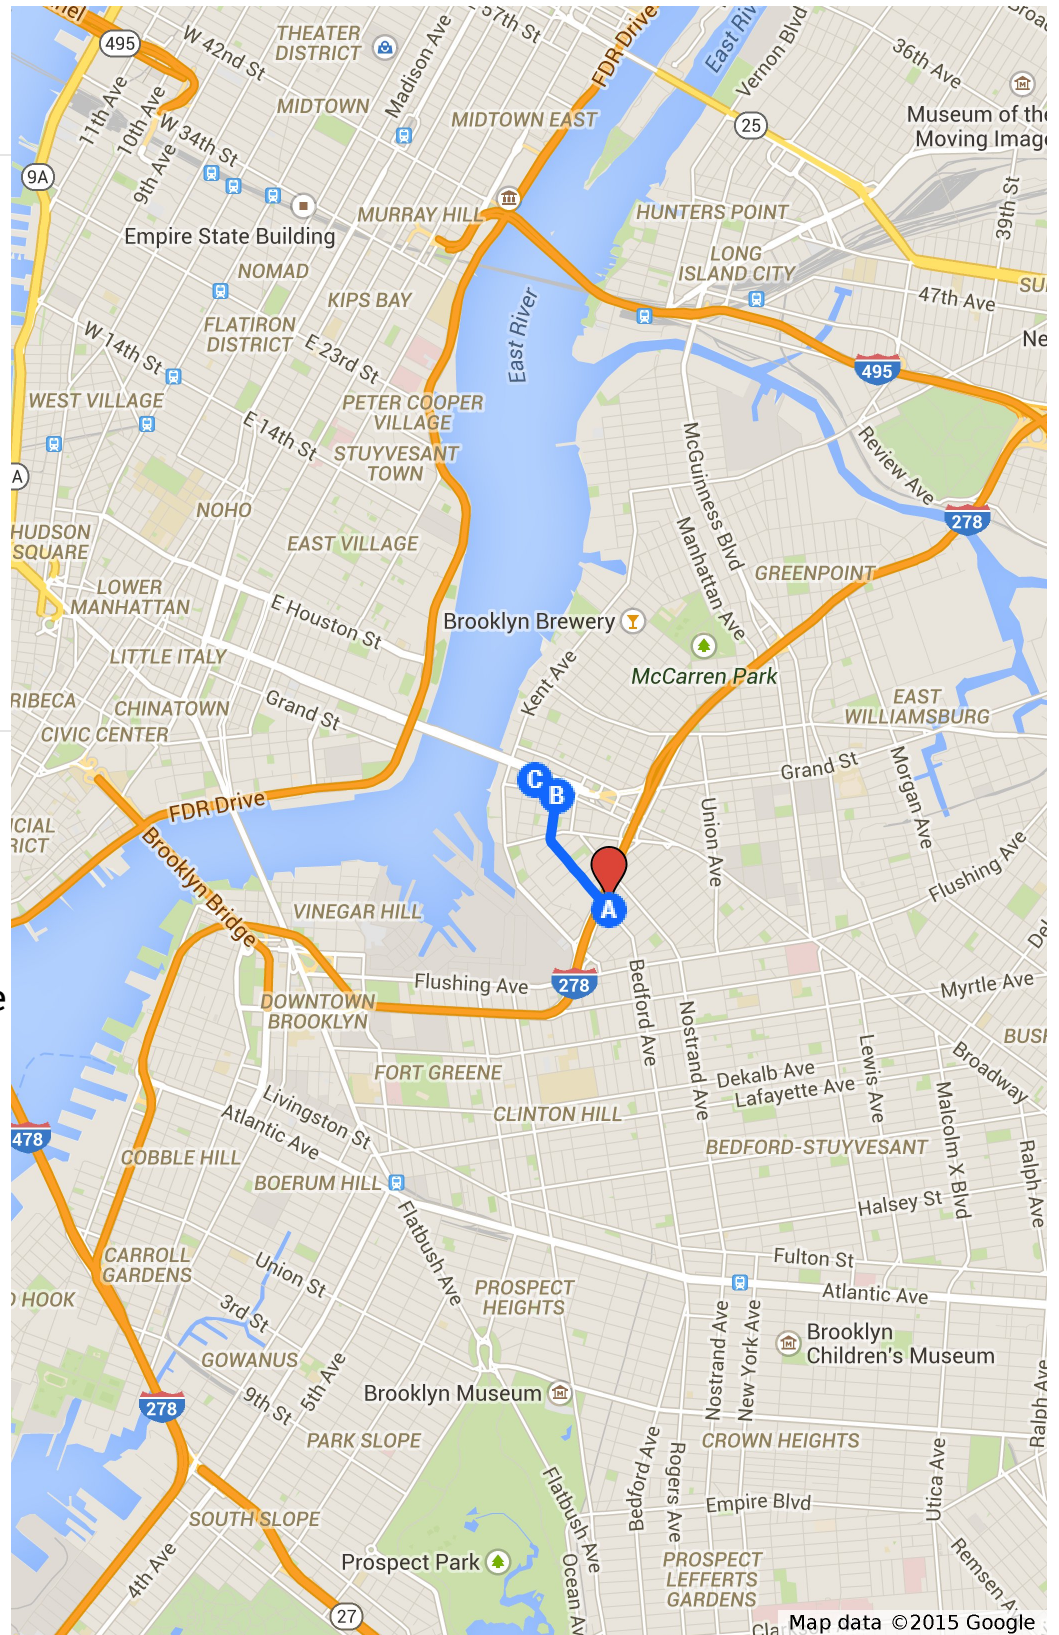 495
W 42nd St
THEATER
DISTRICT
Madison Ave
E 57th St
FDR Drive
East Riv
Vernon Blvd
36th Ave
Museum of the
Moving Image
MIDTOWN
MIDTOWN EAST
25
11th Ave
10th Ave
9th Ave
W 34th St
9A
39th St
MURRAY HILL
HUNTERS POINT
Empire State Building
LONG
ISLAND CITY
NOMAD
KIPS BAY
47th Ave
SU
East River
FLATIRON
DISTRICT
E 23rd St
W 14th St
Ne
495
WEST VILLAGE
PETER COOPER
VILLAGE
E 14th St
STUYVESANT
TOWN
McGuinness Blvd
Review Ave
A
NOHO
278
HUDSON
SQUARE
EAST VILLAGE
Manhattan Ave
GREENPOINT
LOWER
MANHATTAN
E Houston St
Brooklyn Brewery
LITTLE ITALY
McCarren Park
Kent Ave
RIBECA
CHINATOWN
Grand St
EAST
WILLIAMSBURG
CIVIC CENTER
Grand St
Morgan Ave
C
B
FDR Drive
Union Ave
CIAL
RICT
Brooklyn Bridge
Flushing Ave
A
VINEGAR HILL
Del
Flushing Ave
278
Bedford Ave
Myrtle Ave
e
DOWNTOWN
BROOKLYN
Nostrand Ave
BUSH
FORT GREENE
Dekalb Ave
Lafayette Ave
Lewis Ave
Broadway
Livingston St
Atlantic Ave
CLINTON HILL
Malcolm X Blvd
478
BEDFORD-STUYVESANT
Ralph Ave
COBBLE HILL
BOERUM HILL
Halsey St
Flatbush Ave
CARROLL
GARDENS
Union St
Fulton St
PROSPECT
HEIGHTS
Atlantic Ave
D HOOK
3rd St
Nostrand Ave
New York Ave
Brooklyn
Children's Museum
GOWANUS
5th Ave
Brooklyn Museum
9th St
278
Ralph Ave
PARK SLOPE
CROWN HEIGHTS
Bedford Ave
Rogers Ave
Utica Ave
Flatbush Ave
Empire Blvd
SOUTH SLOPE
4th Ave
Prospect Park
Ocean Av
PROSPECT
LEFFERTS
GARDENS
Remsen A
27
Map data ©2015 Google